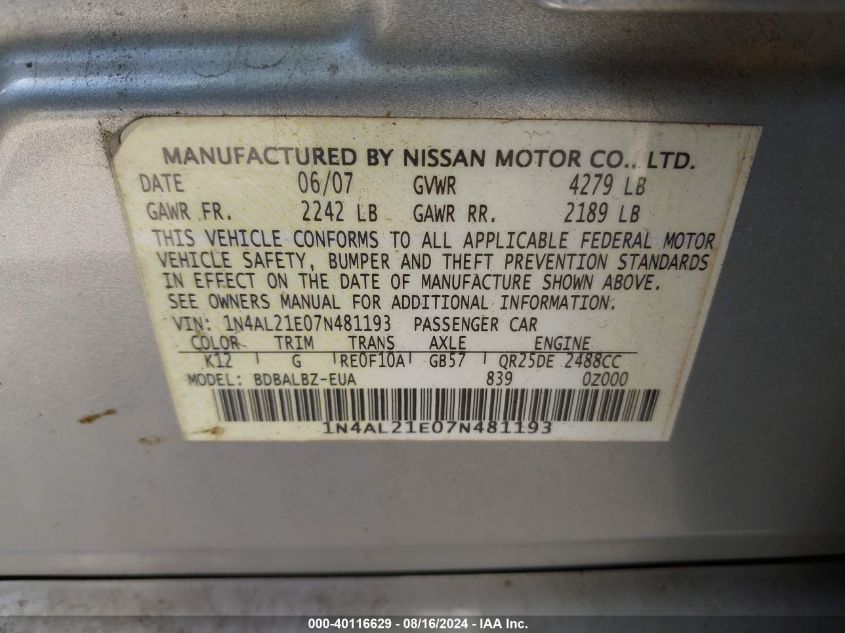 MANUFACTURED BY NISSAN MOTOR CO., LTD.
DATE 06/07 GVWR 4279 LB
GAWR FR. 2242 LB GAWR RR. 2189 LB
THIS VEHICLE CONFORMS TO ALL APPLICABLE FEDERAL MOTOR
VEHICLE SAFETY, BUMPER AND THEFT PREVENTION STANDARDS
IN EFFECT ON THE DATE OF MANUFACTURE SHOWN ABOVE.
SEE OWNERS MANUAL FOR ADDITIONAL INFORMATION.
VIN: 1N4AL21E07N481193 PASSENGER CAR
COLOR TRIM TRANS AXLE ENGINE
K12 G RE0F10A GB57 QR25DE 2488CC
MODEL: BDBALBZ-EUA 839 0Z000
1N4AL21E07N481193
000-40116629 - 08/16/2024 - IAA Inc.